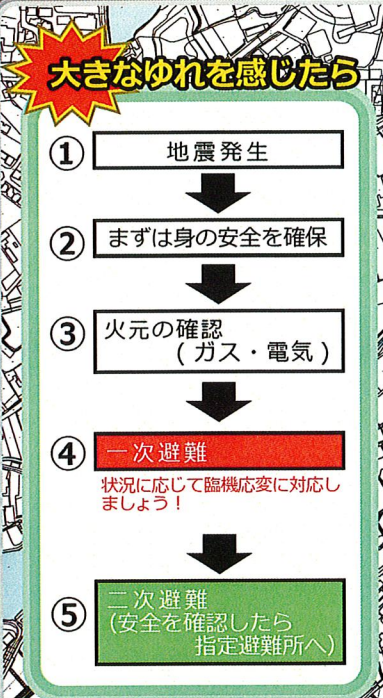 大きなゆれを感じたら
① 地震発生
② まずは身の安全を確保
③ 火元の確認
(ガス・電気)
④ 一次避難
状況に応じて臨機応変に対応し
ましょう！
⑤ 二次避難
(安全を確認したら
指定避難所へ)